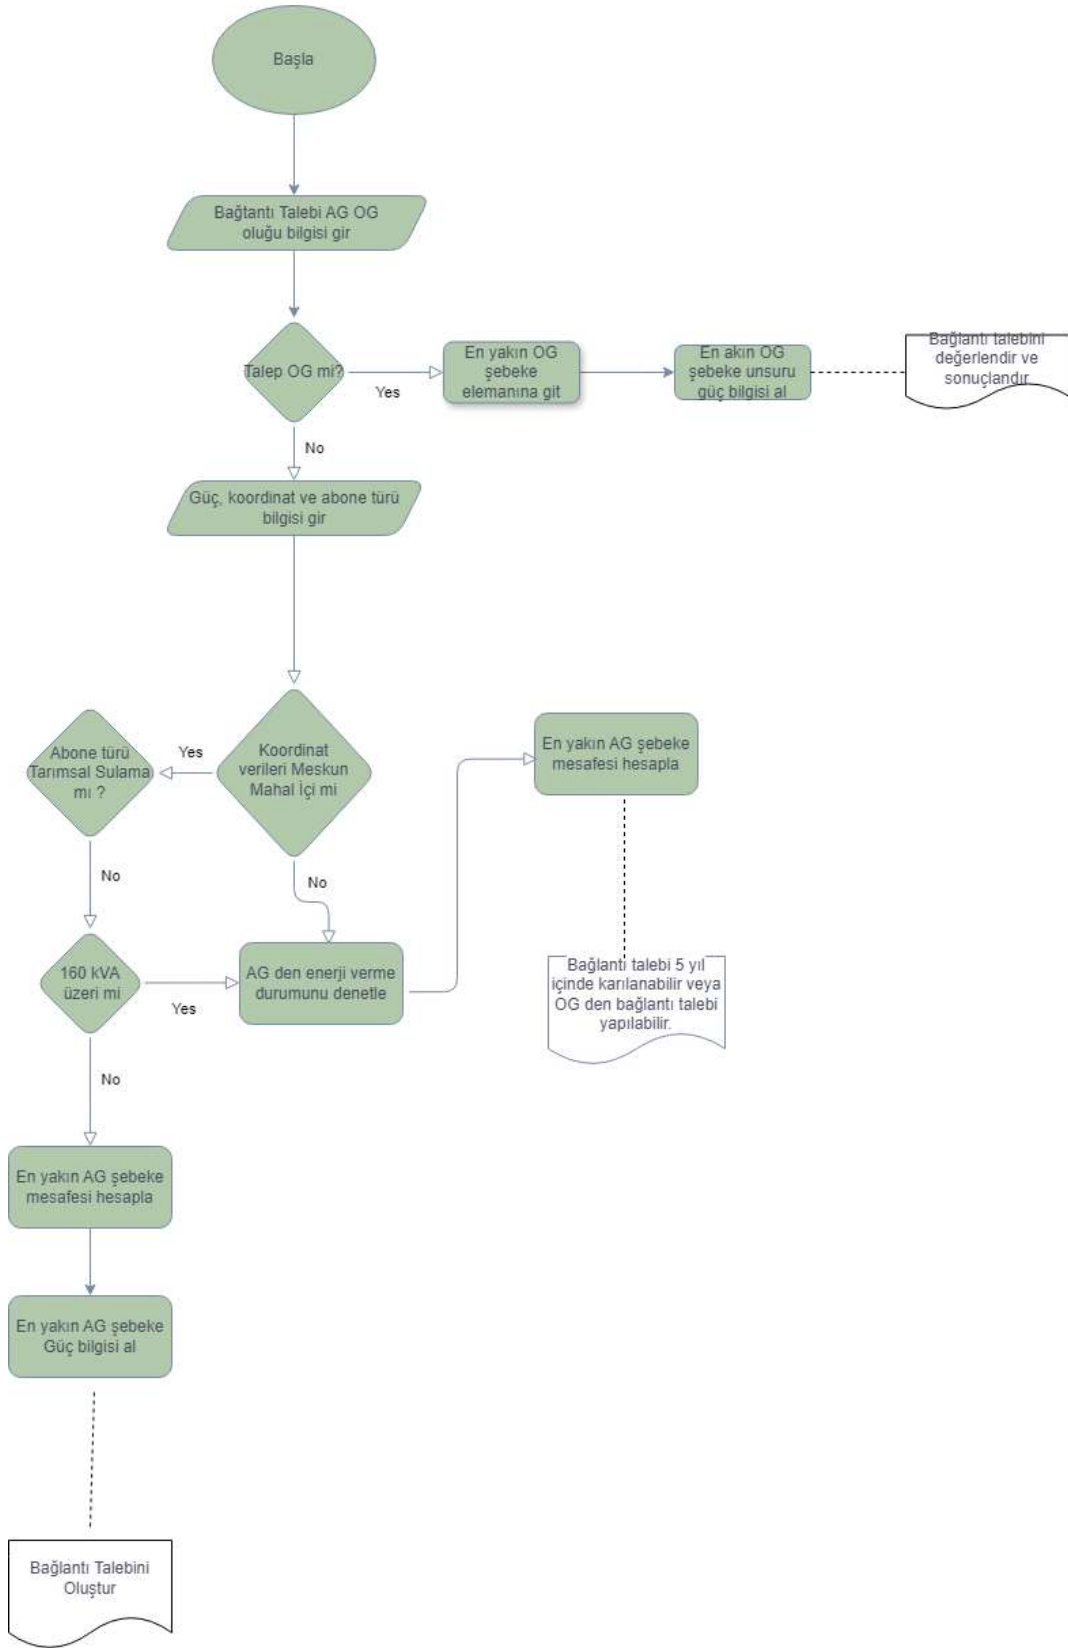 Başla
Bağtantı Talebi AG OG
oluğu bilgisi gir
Talep OG mi?
Yes
En yakın OG
şebeke
elemanına git
En akın OG
şebeke unsuru
güç bilgisi al
Bağlantı talebini
değerlendir ve
sonuçlandır
No
Güç, koordinat ve abone türü
bilgisi gir
Abone türü
Tarımsal Sulama
mı ?
Yes
Koordinat
verileri Meskun
Mahal İçi mi
En yakın AG şebeke
mesafesi hesapla
No
No
160 kVA
üzeri mi
Yes
AG den enerji verme
durumunu denetle
Bağlantı talebi 5 yıl
içinde karılanabilir veya
OG den bağlantı talebi
yapılabilir.
No
En yakın AG şebeke
mesafesi hesapla
En yakın AG şebeke
Güç bilgisi al
Bağlantı Talebini
Oluştur